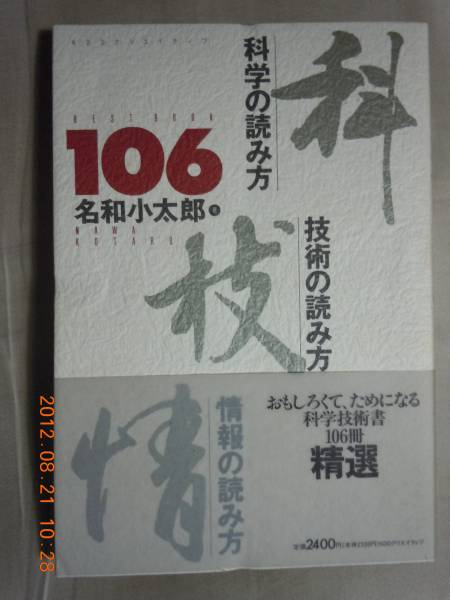 科
科学の読み方
BEST BOOK
106
名和小太郎 著
NAWA
KOTARO
技
技術の読み方
情
情報の読み方
おもしろくて、ためになる
科学技術書
106冊
精選
定価2400円
2012.08.21 10:28